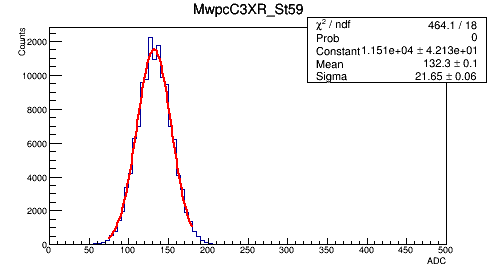 MwpcC3XR_St59
χ² / ndf 464.1 / 18
Prob 0
Constant 1.151e+04 ± 4.213e+01
Mean 132.3 ± 0.1
Sigma 21.65 ± 0.06
Counts
12000
10000
8000
6000
4000
2000
0
0 50 100 150 200 250 300 350 400 450 500
ADC